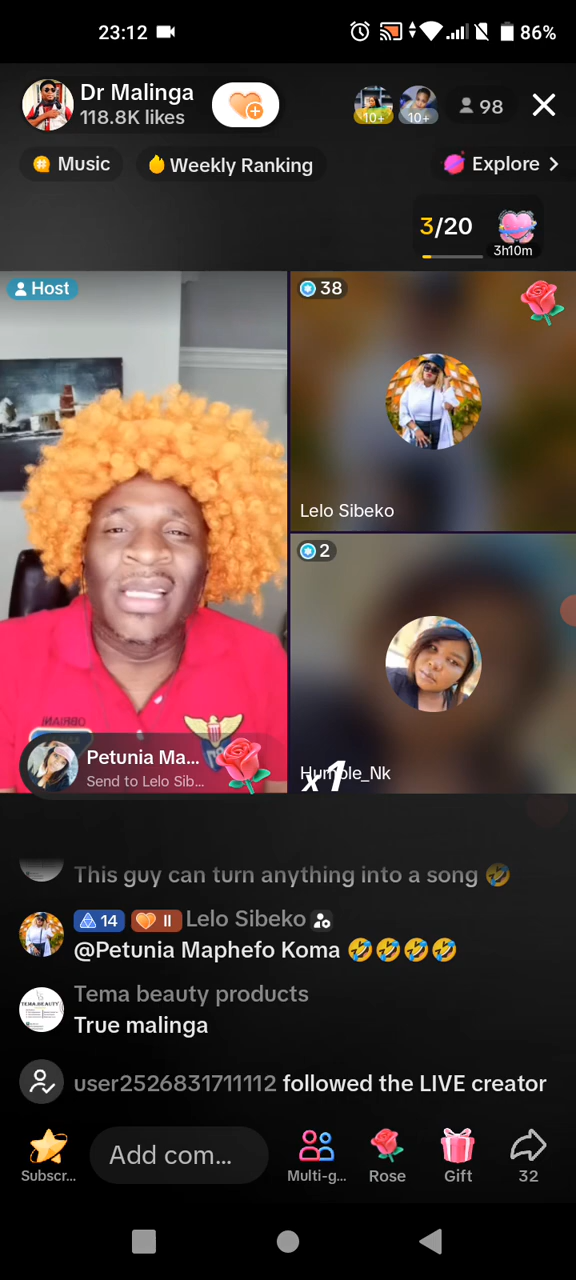 23:12
86%
Dr Malinga
118.8K likes
10+
10+
98
Music
Weekly Ranking
Explore
3/20
3h10m
Host
38
Lelo Sibeko
2
Petunia Ma...
Send to Lelo Sib...
Humble_Nk
x1
This guy can turn anything into a song 🤣
14 II Lelo Sibeko
@Petunia Maphefo Koma 🤣🤣🤣🤣
Tema beauty products
True malinga
user2526831711112 followed the LIVE creator
Subscr...
Add com...
Multi-g...
Rose
Gift
32